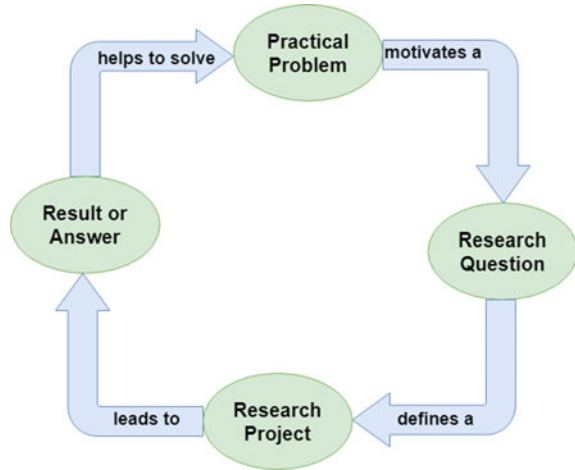 Practical
Problem
motivates a
Research
Question
defines a
Research
Project
leads to
Result or
Answer
helps to solve